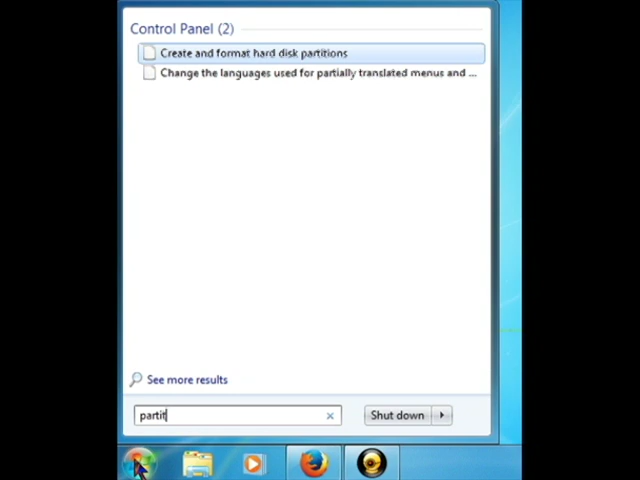 Control Panel (2)
Create and format hard disk partitions
Change the languages used for partially translated menus and ...
See more results
partit
Shut down